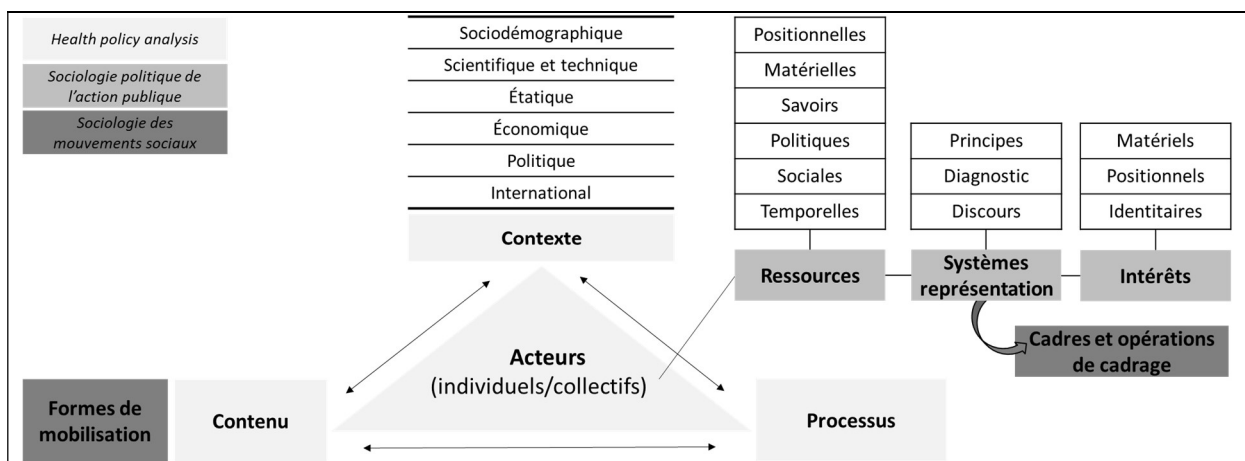 Health policy analysis
Sociologie politique de
l'action publique
Sociologie des
mouvements sociaux
Sociodémographique
Scientifique et technique
Étatique
Économique
Politique
International
Contexte
Positionnelles
Matérielles
Savoirs
Politiques
Sociales
Temporelles
Principes
Diagnostic
Discours
Matériels
Positionnels
Identitaires
Ressources
Systèmes
représentation
Intérêts
Cadres et opérations
de cadrage
Acteurs
(individuels/collectifs)
Formes de
mobilisation
Contenu
Processus